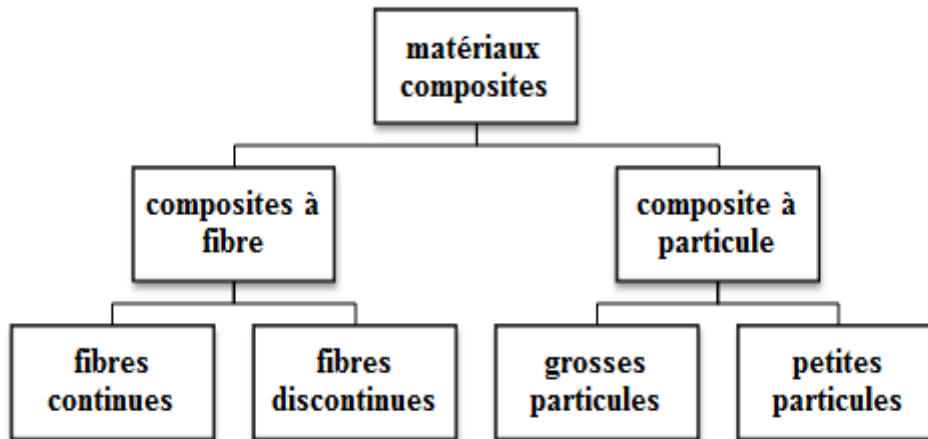 matériaux
composites
composites à
fibre
composite à
particule
fibres
continues
fibres
discontinues
grosses
particules
petites
particules